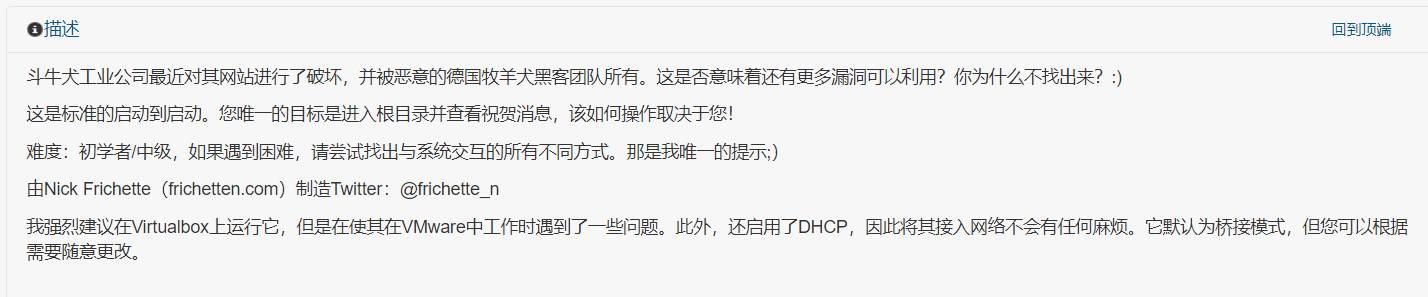 描述
回到顶端
斗牛犬工业公司最近对其网站进行了破坏，并被恶意的德国牧羊犬黑客团队所有。这是否意味着还有更多漏洞可以利用？你为什么不找出来？:)
这是标准的启动到启动。您唯一的目标是进入根目录并查看祝贺消息，该如何操作取决于您！
难度：初学者/中级，如果遇到困难，请尝试找出与系统交互的所有不同方式。那是我唯一的提示;）
由Nick Frichette（frichetten.com）制造Twitter：@frichette_n
我强烈建议在Virtualbox上运行它，但是在使其在VMware中工作时遇到了一些问题。此外，还启用了DHCP，因此将其接入网络不会有任何麻烦。它默认为桥接模式，但您可以根据
需要随意更改。